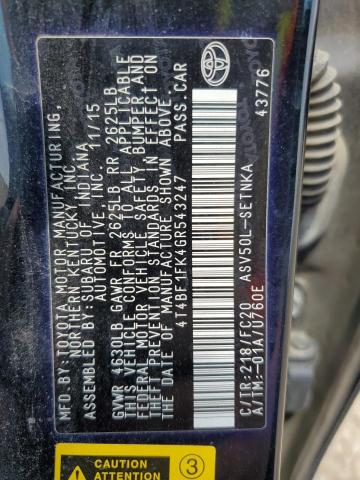 MFD. BY:
TOYOTA MOTOR MANUFACTURING,
NORTHERN KENTUCKY, INC.
SUBARU OF INDIANA
AUTOMOTIVE, INC. 11/15
GVWR 4630LB GAWR FR 2625LB RR 2625LB
THIS VEHICLE CONFORMS TO ALL APPLICABLE
FEDERAL MOTOR VEHICLE SAFETY, BUMPER, AND
THEFT PREVENTION STANDARDS IN EFFECT ON
THE DATE OF MANUFACTURE SHOWN ABOVE.
4T4BF1FK4GR543247 PASS.CAR
C/TR:218/FC20 ASV50L-SETNKA
A/TM:-01A/U760E
43776
TOYOTA
CAUTION
ATTENTION
3